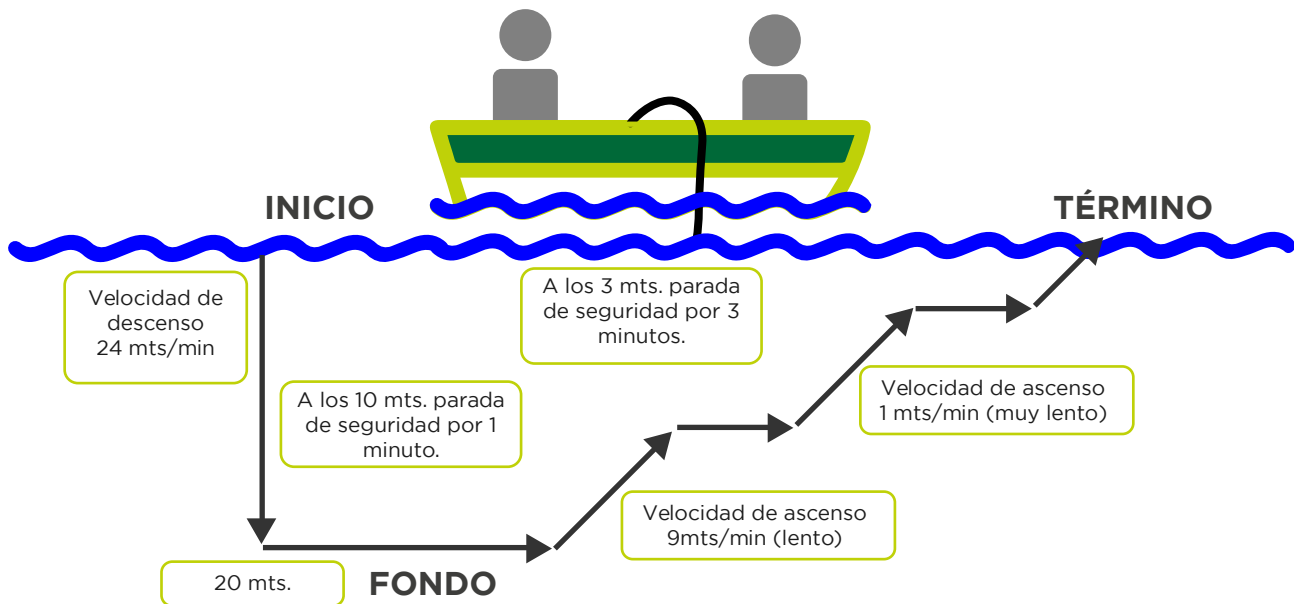 INICIO
TÉRMINO
Velocidad de
descenso
24 mts/min
A los 3 mts. parada
de seguridad por 3
minutos.
A los 10 mts. parada
de seguridad por 1
minuto.
Velocidad de ascenso
1 mts/min (muy lento)
Velocidad de ascenso
9mts/min (lento)
20 mts.
FONDO